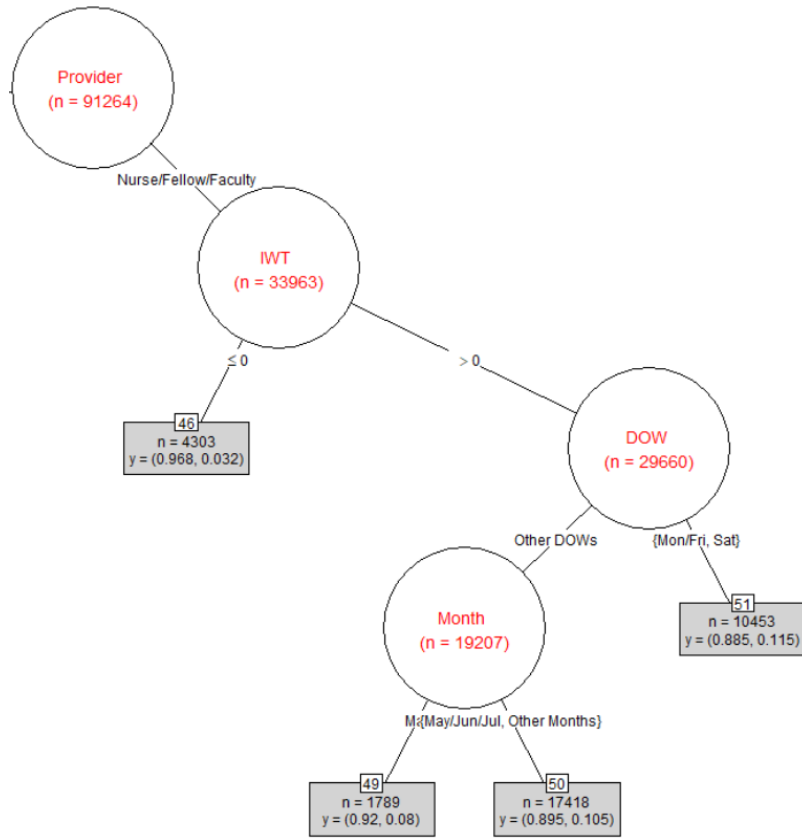 Provider
(n = 91264)
Nurse/Fellow/Faculty
IWT
(n = 33963)
≤ 0
> 0
46
n = 4303
y = (0.968, 0.032)
DOW
(n = 29660)
Other DOWs
{Mon/Fri, Sat}
51
n = 10453
y = (0.885, 0.115)
Month
(n = 19207)
{May/Jun/Jul, Other Months}
49
n = 1789
y = (0.92, 0.08)
50
n = 17418
y = (0.895, 0.105)